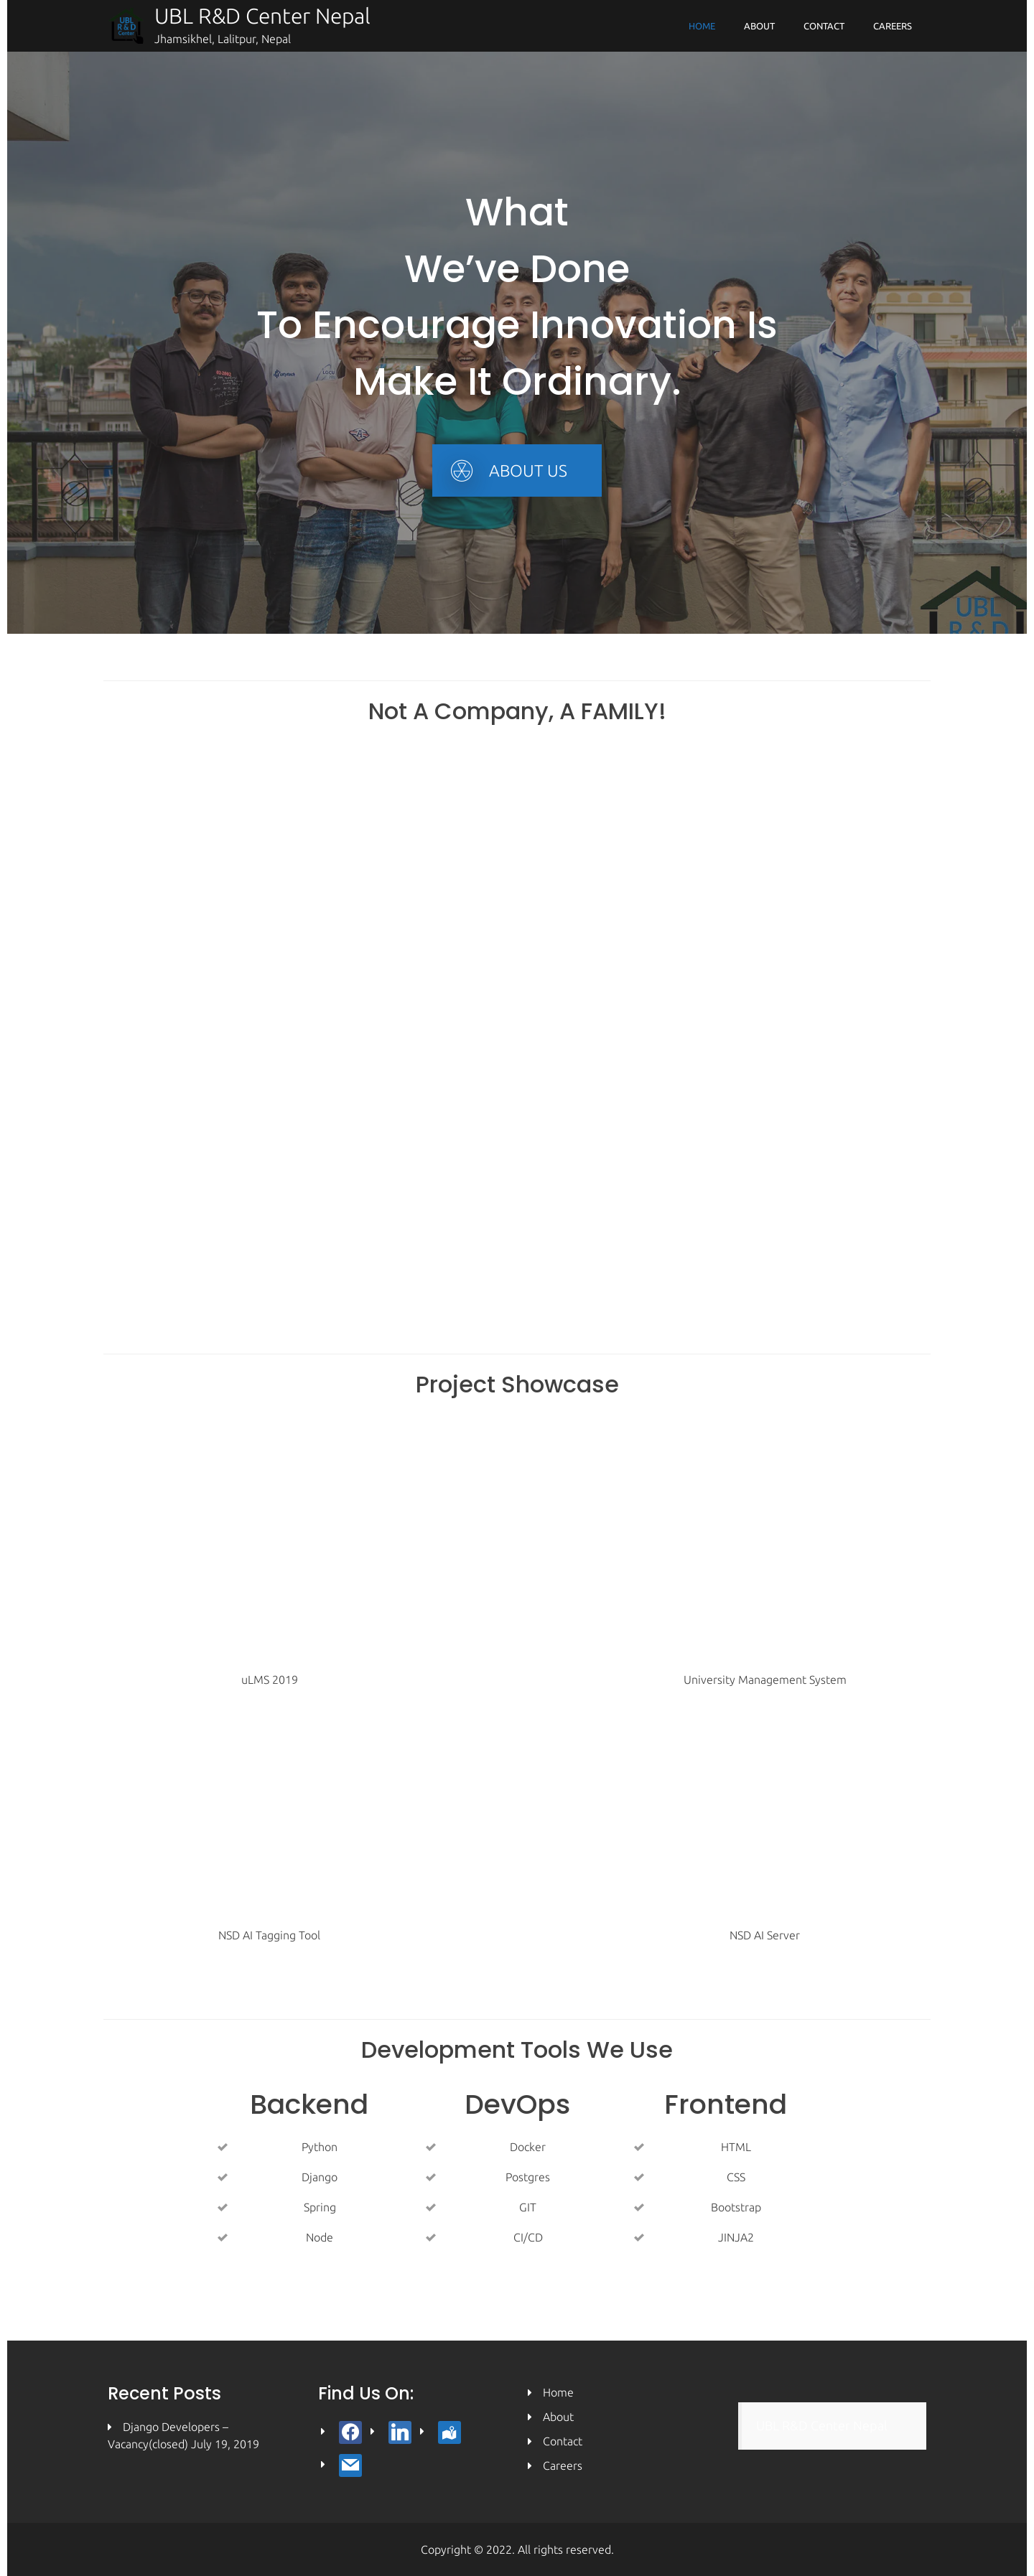 UBL
R & D
Center
UBL R&D Center Nepal
Jhamsikhel, Lalitpur, Nepal
HOME
ABOUT
CONTACT
CAREERS
What
We’ve Done
To Encourage Innovation Is
Make It Ordinary.
ABOUT US
UBL
R & D
Not A Company, A FAMILY!
Project Showcase
uLMS 2019
University Management System
NSD AI Tagging Tool
NSD AI Server
Development Tools We Use
Backend
Python
Django
Spring
Node
DevOps
Docker
Postgres
GIT
CI/CD
Frontend
HTML
CSS
Bootstrap
JINJA2
Recent Posts
Django Developers –
Vacancy(closed) July 19, 2019
Find Us On:
in
Home
About
Contact
Careers
Copyright © 2022. All rights reserved.